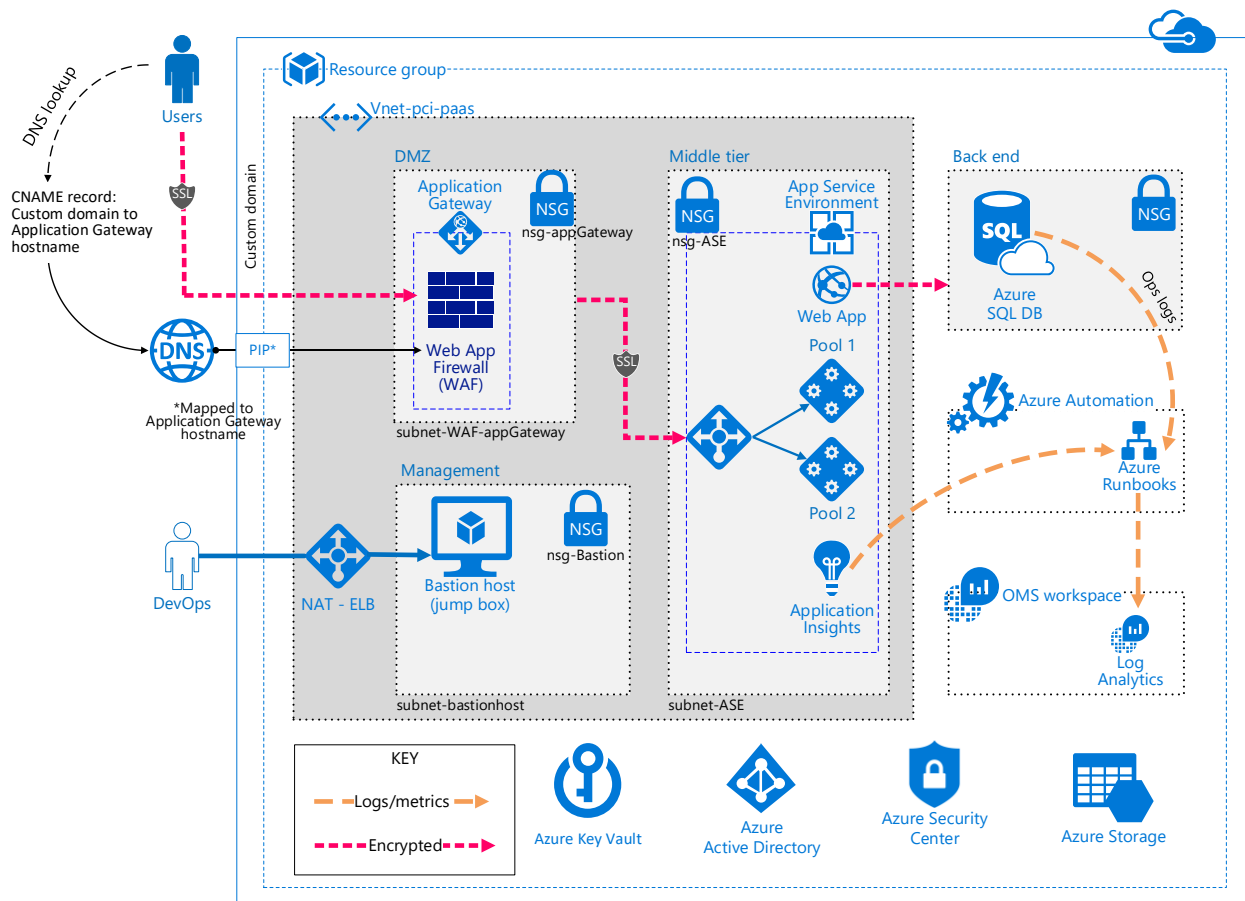 Resource group
Vnet-pci-paas
DNS lookup
Users
SSL
CNAME record:
Custom domain to
Application Gateway
hostname
Custom domain
DMZ
Application
Gateway
NSG
nsg-appGateway
Web App
Firewall
(WAF)
subnet-WAF-appGateway
Middle tier
NSG
nsg-ASE
App Service
Environment
Web App
Pool 1
SSL
Pool 2
Application
Insights
subnet-ASE
Back end
SQL
NSG
Azure
SQL DB
Ops logs
DNS
PIP*
*Mapped to
Application Gateway
hostname
Azure Automation
Azure
Runbooks
Management
NSG
nsg-Bastion
Bastion host
(jump box)
subnet-bastionhost
DevOps
NAT - ELB
OMS workspace
Log
Analytics
KEY
Logs/metrics
Encrypted
Azure Key Vault
Azure
Active Directory
Azure Security
Center
Azure Storage